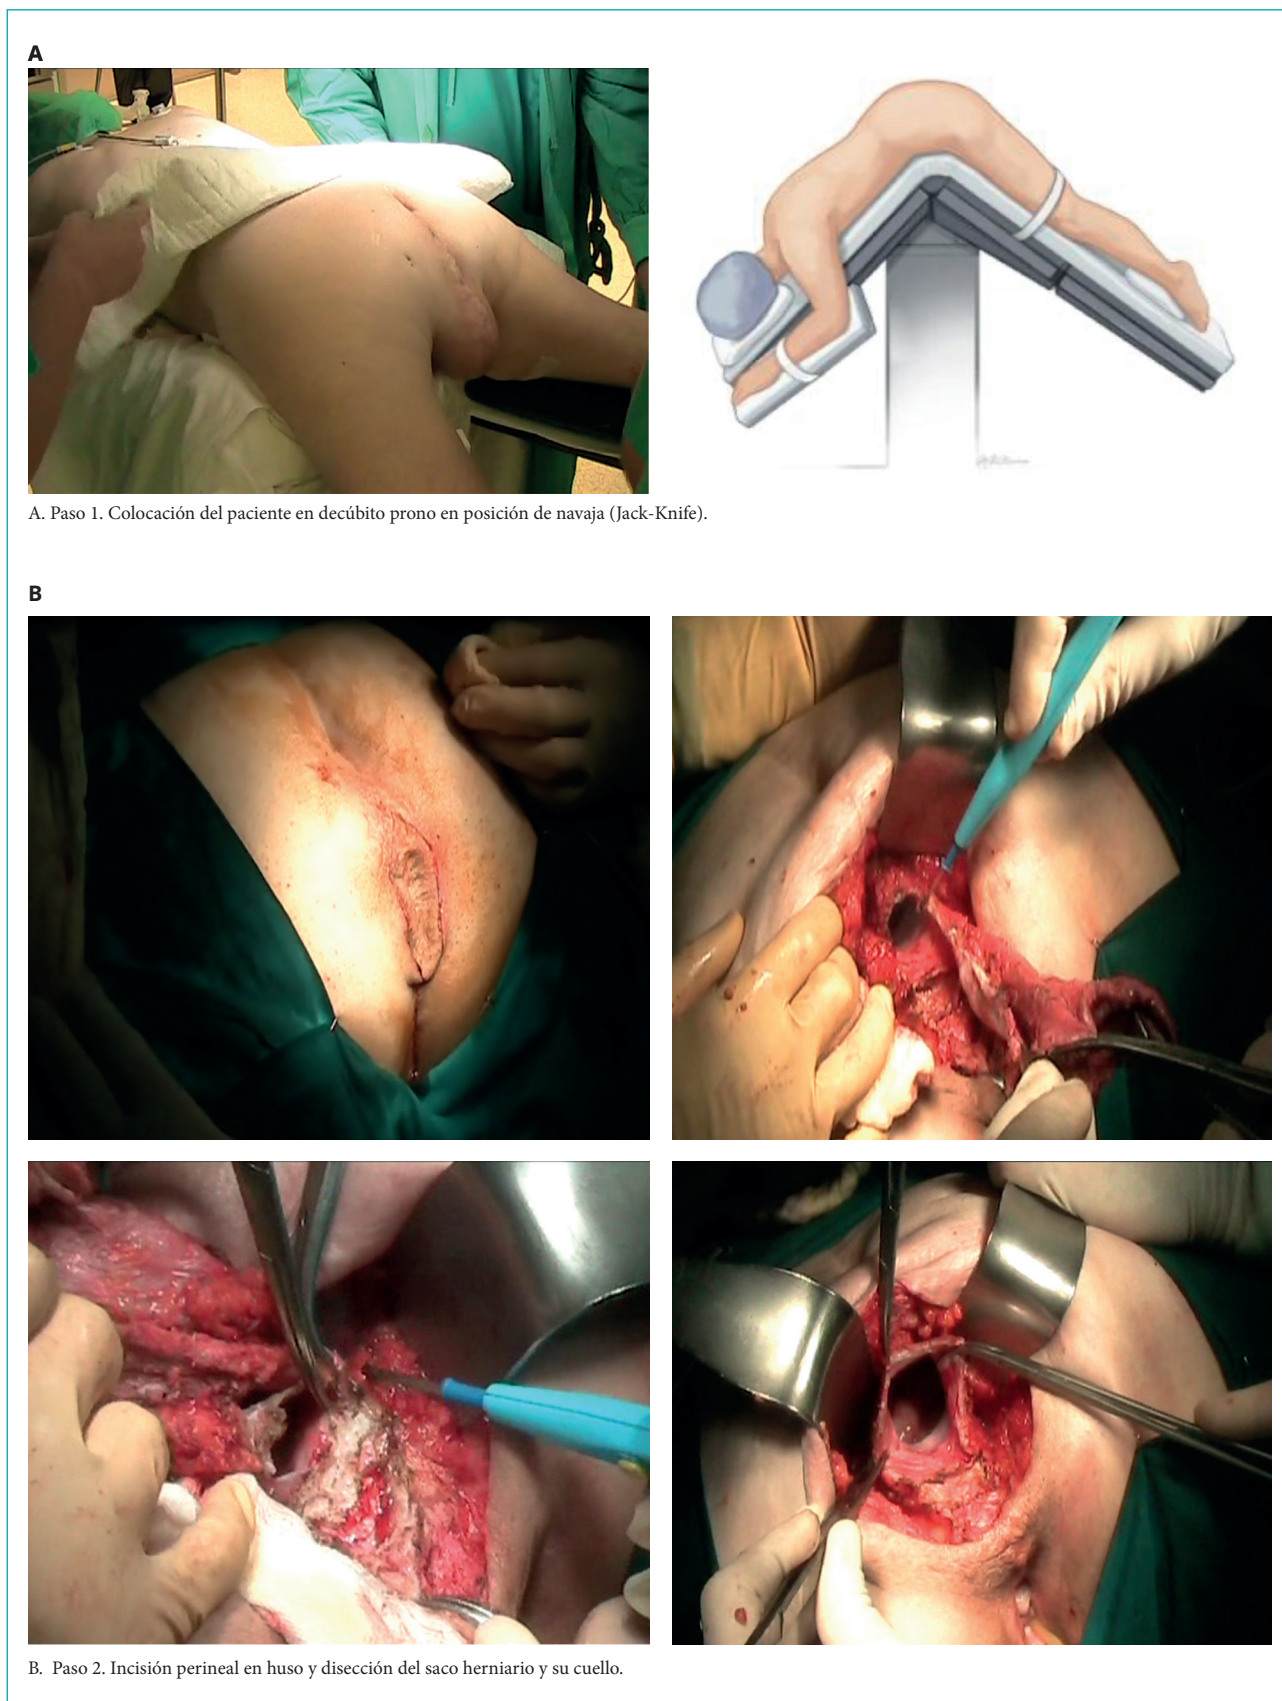 A
A. Paso 1. Colocación del paciente en decúbito prono en posición de navaja (Jack-Knife).
B
B. Paso 2. Incisión perineal en huso y disección del saco herniario y su cuello.